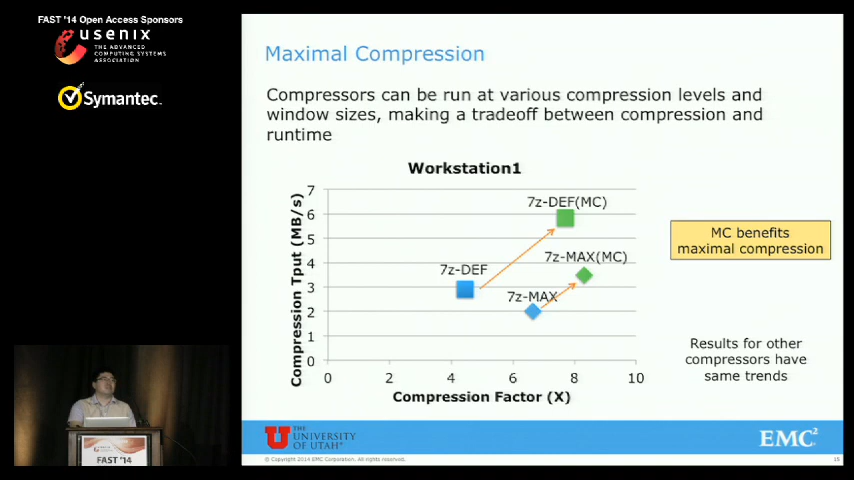 FAST '14 Open Access Sponsors
usenix
THE ADVANCED
COMPUTING SYSTEMS
ASSOCIATION
Symantec.
Maximal Compression
Compressors can be run at various compression levels and
window sizes, making a tradeoff between compression and
runtime
Workstation1
Compression Tput (MB/s)
7
6
5
4
3
2
1
0
0 2 4 6 8 10
Compression Factor (X)
7z-DEF(MC)
7z-MAX(MC)
7z-DEF
7z-MAX
MC benefits
maximal compression
Results for other
compressors have
same trends
U THE
UNIVERSITY
OF UTAH
EMC²
© Copyright 2014 EMC Corporation. All rights reserved.
15
FAST '14